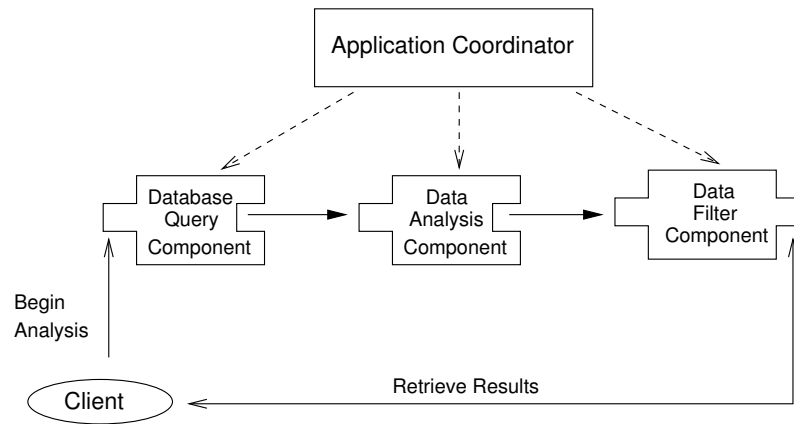 Application Coordinator
Database
Query
Component
Data
Analysis
Component
Data
Filter
Component
Begin
Analysis
Client
Retrieve Results